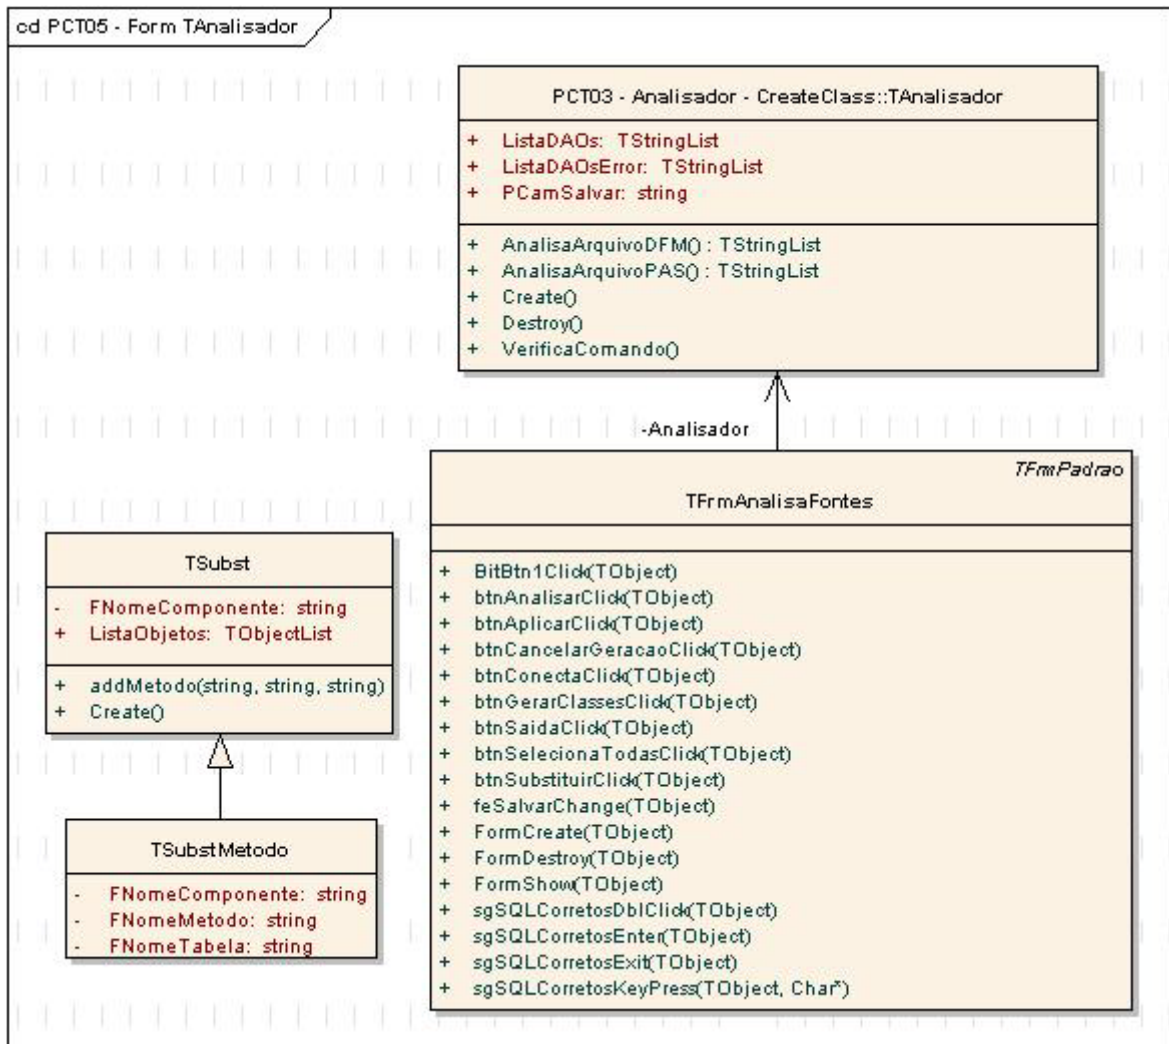 cd PCT05 - Form TAnalisador
PCT03 - Analisador - CreateClass::TAnalisador
+ ListaDAOs: TStringList
+ ListaDAOsError: TStringList
+ PCamSalvar: string
+ AnalisaArquivoDFM() : TStringList
+ AnalisaArquivoPAS() : TStringList
+ Create()
+ Destroy()
+ VerificaComando()
-Analisador
TFrmPadrao
TFrmAnalisaFontes
+ BitBtn1Click(TObject)
+ btnAnalisarClick(TObject)
+ btnAplicarClick(TObject)
+ btnCancelarGeracaoClick(TObject)
+ btnConectaClick(TObject)
+ btnGerarClassesClick(TObject)
+ btnSaidaClick(TObject)
+ btnSelecionaTodasClick(TObject)
+ btnSubstituirClick(TObject)
+ feSalvarChange(TObject)
+ FormCreate(TObject)
+ FormDestroy(TObject)
+ FormShow(TObject)
+ sgSQLCorretosDblClick(TObject)
+ sgSQLCorretosEnter(TObject)
+ sgSQLCorretosExit(TObject)
+ sgSQLCorretosKeyPress(TObject, Char*)
TSubst
- FNomeComponente: string
+ ListaObjetos: TObjectList
+ addMetodo(string, string, string)
+ Create()
TSubstMetodo
- FNomeComponente: string
- FNomeMetodo: string
- FNomeTabela: string